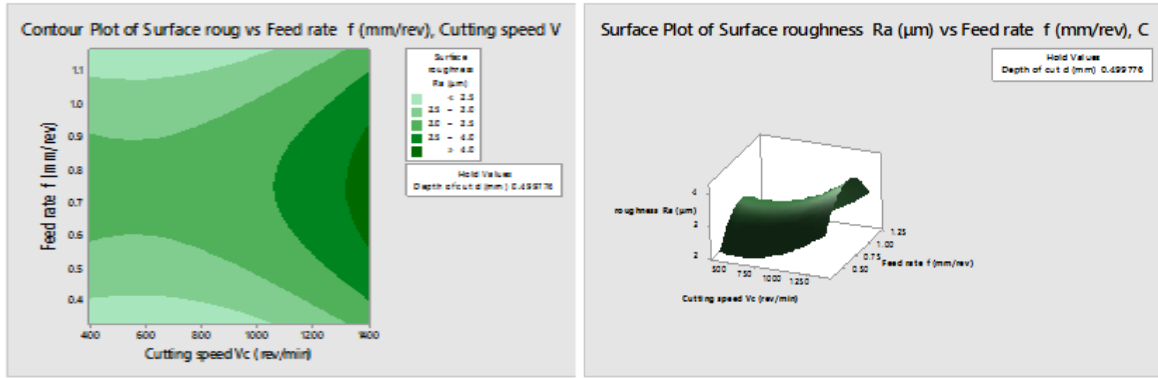 Contour Plot of Surface roug vs Feed rate f (mm/rev), Cutting speed V
Surface
roughness
Ra (µm)
< 2.5
2.5 – 3.0
3.0 – 3.5
3.5 – 4.0
> 4.0
Hold Values
Depth of cut d (mm) 0.499776
Feed rate f (mm/rev)
1.1
1.0
0.9
0.8
0.7
0.6
0.5
0.4
400
600
800
1000
1200
1400
Cutting speed Vc (rev/min)
Surface Plot of Surface roughness Ra (µm) vs Feed rate f (mm/rev), C
Hold Values
Depth of cut d (mm) 0.499776
roughness Ra (µm)
4
3
2
500
750
1000
1250
Cutting speed Vc (rev/min)
0.50
0.75
1.00
1.25
Feed rate f (mm/rev)